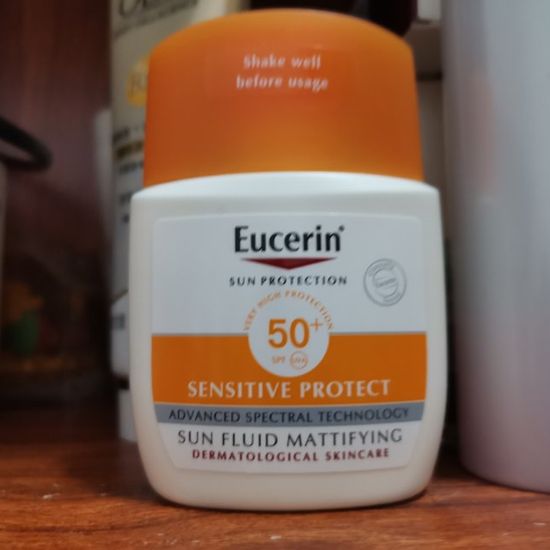 Shake well
before usage
Eucerin
SUN PROTECTION
VERY HIGH PROTECTION
50+
SPF UVA
SENSITIVE PROTECT
ADVANCED SPECTRAL TECHNOLOGY
SUN FLUID MATTIFYING
DERMATOLOGICAL SKINCARE